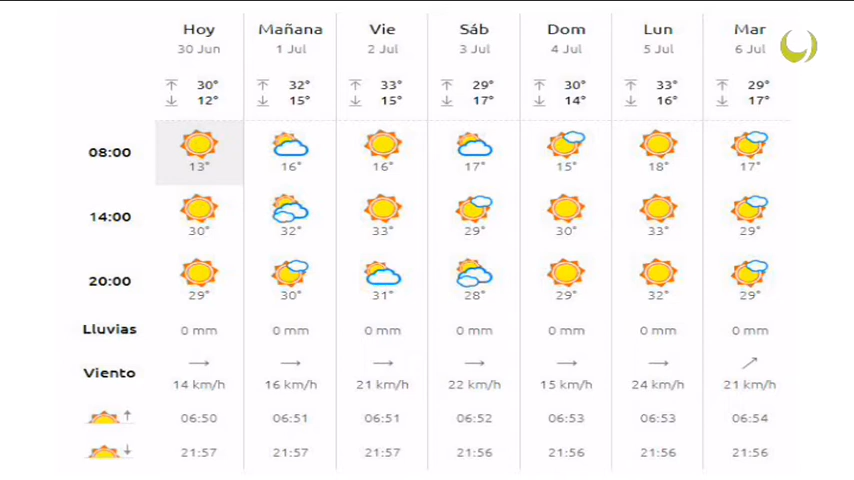 Hoy Mañana Vie Sáb Dom Lun Mar
30 Jun 1 Jul 2 Jul 3 Jul 4 Jul 5 Jul 6 Jul
30° 32° 33° 29° 30° 33° 29°
12° 15° 15° 17° 14° 16° 17°
08:00
13° 16° 16° 17° 15° 18° 17°
14:00
30° 32° 33° 29° 30° 33° 29°
20:00
29° 30° 31° 28° 29° 32° 29°
Lluvias 0 mm 0 mm 0 mm 0 mm 0 mm 0 mm 0 mm
Viento
14 km/h 16 km/h 21 km/h 22 km/h 15 km/h 24 km/h 21 km/h
06:50 06:51 06:51 06:52 06:53 06:53 06:54
21:57 21:57 21:57 21:56 21:56 21:56 21:56